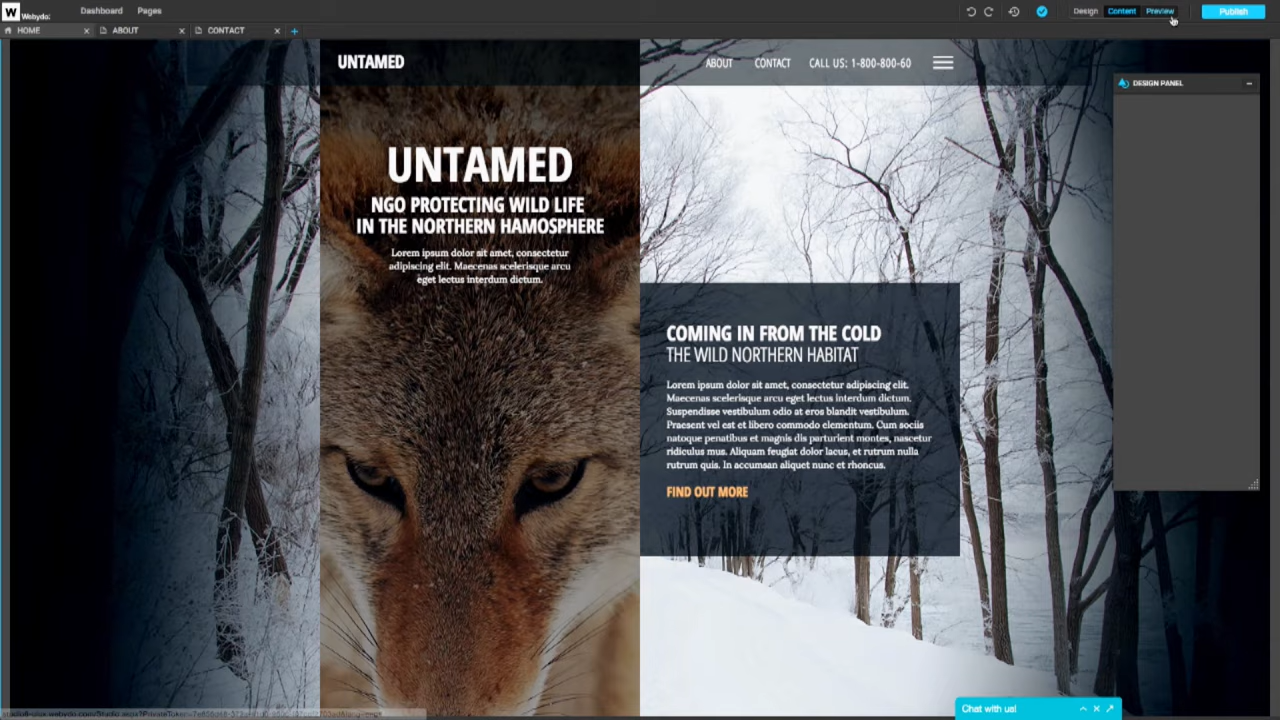 W
Webydo:
Dashboard
Pages
Design
Content
Preview
Publish
HOME
ABOUT
CONTACT
UNTAMED
ABOUT
CONTACT
CALL US: 1-800-800-60
DESIGN PANEL
UNTAMED
NGO PROTECTING WILD LIFE
IN THE NORTHERN HAMOSPHERE
Lorem ipsum dolor sit amet, consectetur
adipiscing elit. Maecenas scelerisque arcu
eget lectus interdum dictum.
COMING IN FROM THE COLD
THE WILD NORTHERN HABITAT
Lorem ipsum dolor sit amet, consectetur adipiscing elit.
Maecenas scelerisque arcu eget lectus interdum dictum.
Suspendisse vestibulum odio at eros blandit vestibulum.
Praesent vel est et libero commodo elementum. Cum sociis
natoque penatibus et magnis dis parturient montes, nascetur
ridiculus mus. Aliquam feugiat dolor lacus, et rutrum nulla
rutrum quis. In accumsan aliquet nunc et rhoncus.
FIND OUT MORE
Chat with us!